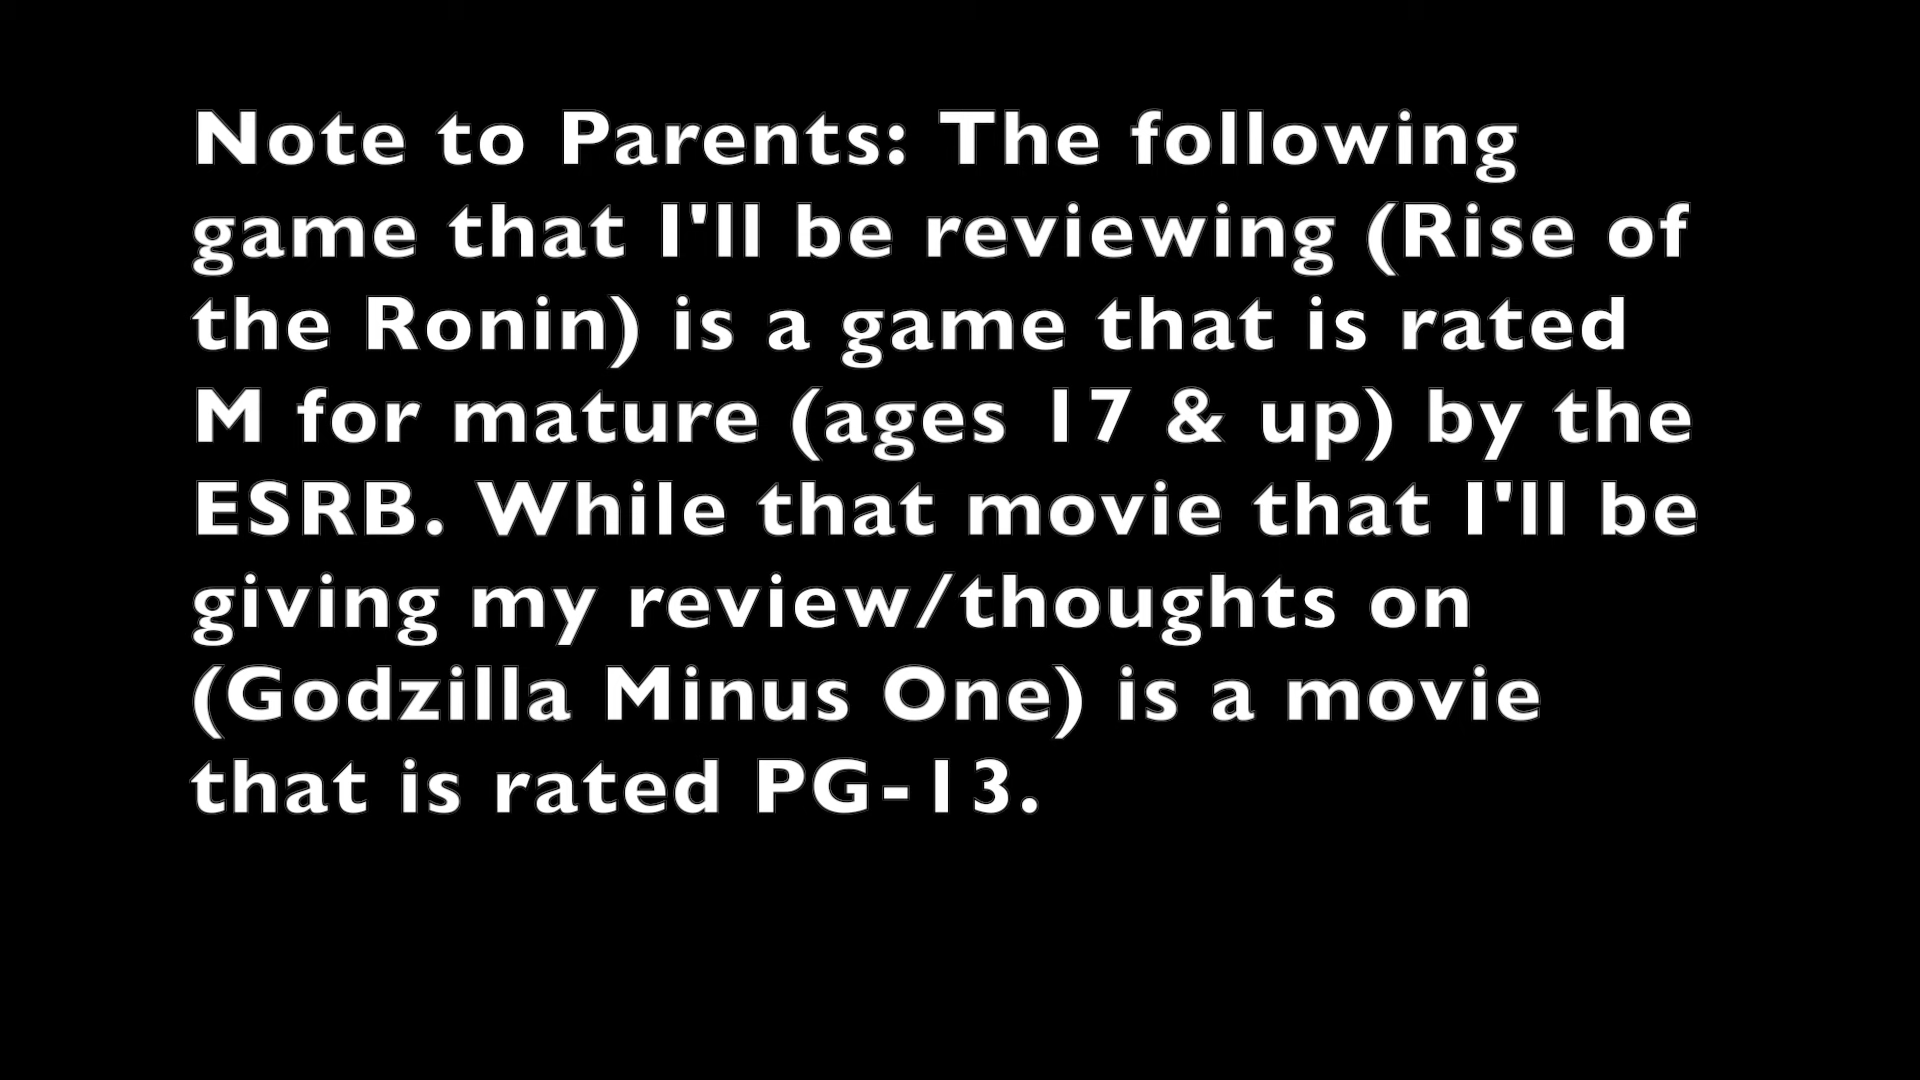 Note to Parents: The following
game that I'll be reviewing (Rise of
the Ronin) is a game that is rated
M for mature (ages 17 & up) by the
ESRB. While that movie that I'll be
giving my review/thoughts on
(Godzilla Minus One) is a movie
that is rated PG-13.